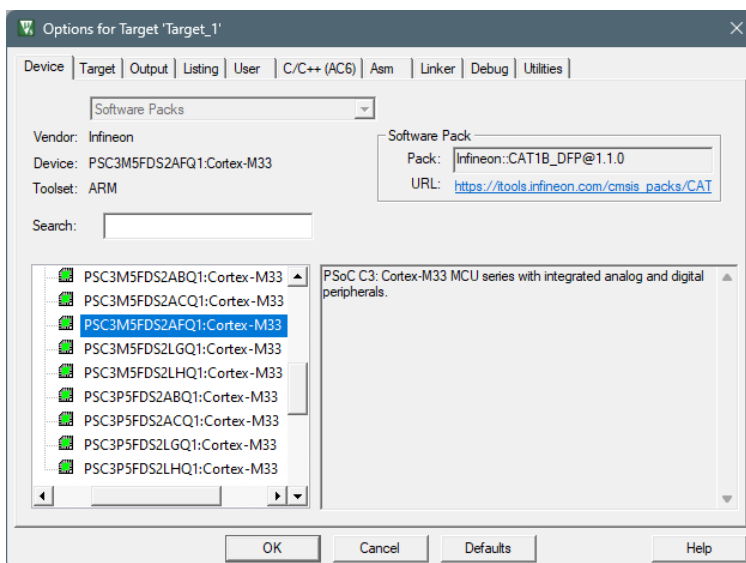 Options for Target 'Target_1'
Device Target Output Listing User C/C++ (AC6) Asm Linker Debug Utilities
Software Packs
Vendor: Infineon
Device: PSC3M5FDS2AFQ1:Cortex-M33
Toolset: ARM
Search:
Software Pack
Pack: Infineon::CAT1B_DFP@1.1.0
URL: https://itools.infineon.com/cmsis_packs/CAT
PSC3M5FDS2ABQ1:Cortex-M33
PSC3M5FDS2ACQ1:Cortex-M33
PSC3M5FDS2AFQ1:Cortex-M33
PSC3M5FDS2LGQ1:Cortex-M33
PSC3M5FDS2LHQ1:Cortex-M33
PSC3P5FDS2ABQ1:Cortex-M33
PSC3P5FDS2ACQ1:Cortex-M33
PSC3P5FDS2LGQ1:Cortex-M33
PSC3P5FDS2LHQ1:Cortex-M33
PSoC C3: Cortex-M33 MCU series with integrated analog and digital
peripherals.
OK Cancel Defaults Help